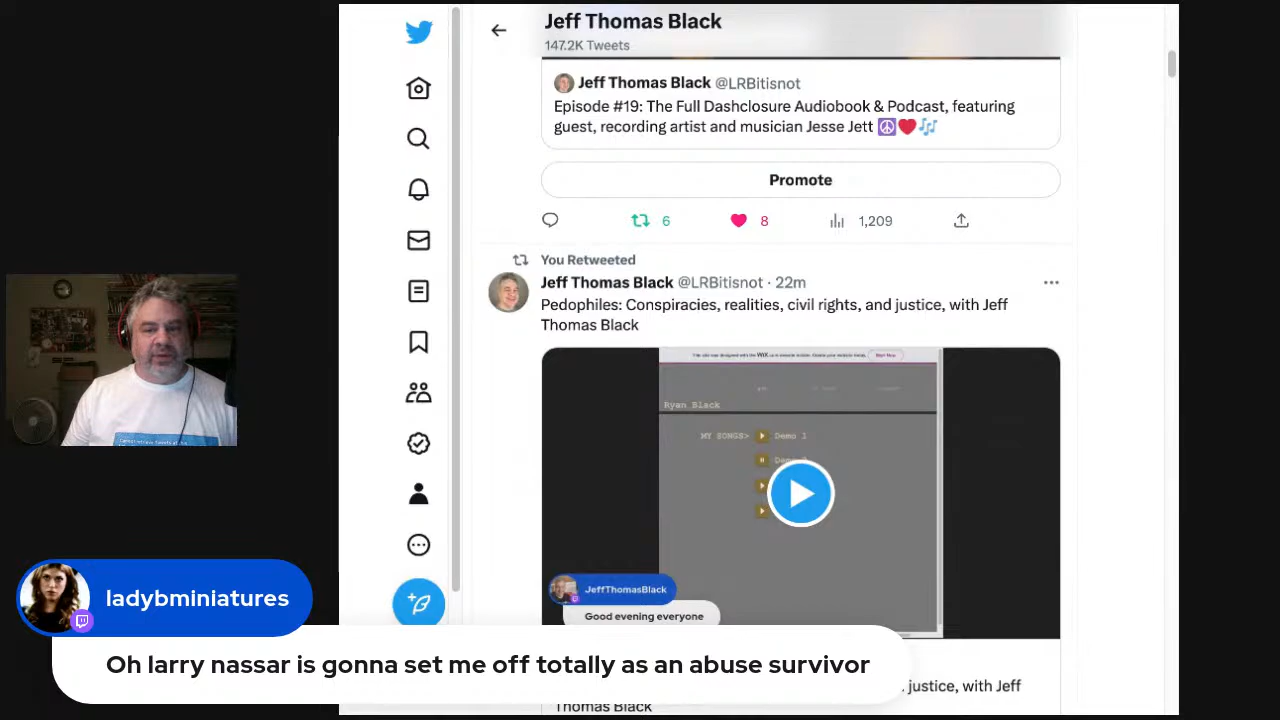 Jeff Thomas Black
147.2K Tweets
Jeff Thomas Black @LRBitisnot
Episode #19: The Full Dashclosure Audiobook & Podcast, featuring
guest, recording artist and musician Jesse Jett ☮️❤️🎶
Promote
6
8
1,209
You Retweeted
Jeff Thomas Black @LRBitisnot · 22m
Pedophiles: Conspiracies, realities, civil rights, and justice, with Jeff
Thomas Black
Ryan Black
MY SONGS>
Demo 1
JeffThomasBlack
Good evening everyone
justice, with Jeff
Thomas Black
ladybminiatures
Oh larry nassar is gonna set me off totally as an abuse survivor